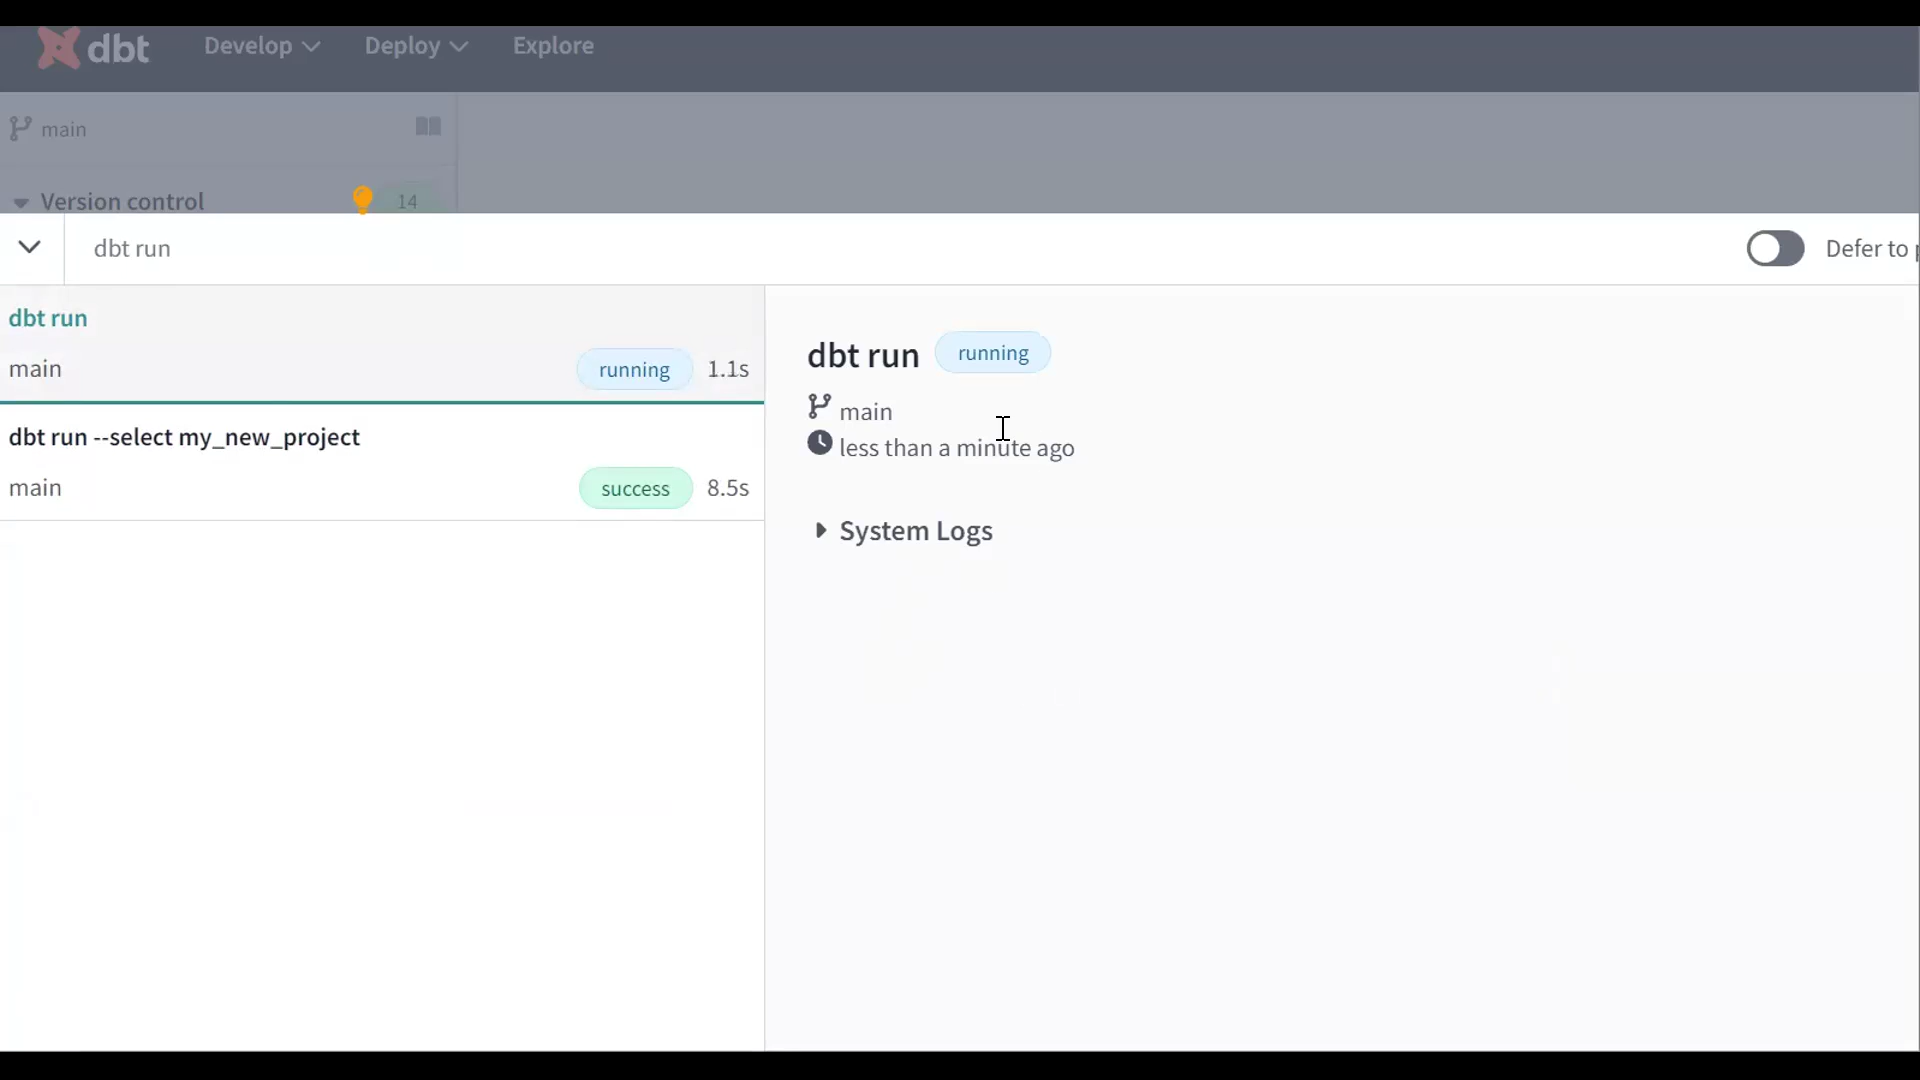 dbt Develop Deploy Explore
main
Version control 14
dbt run Defer to
dbt run
main running 1.1s
dbt run --select my_new_project
main success 8.5s
dbt run running
main
less than a minute ago
System Logs